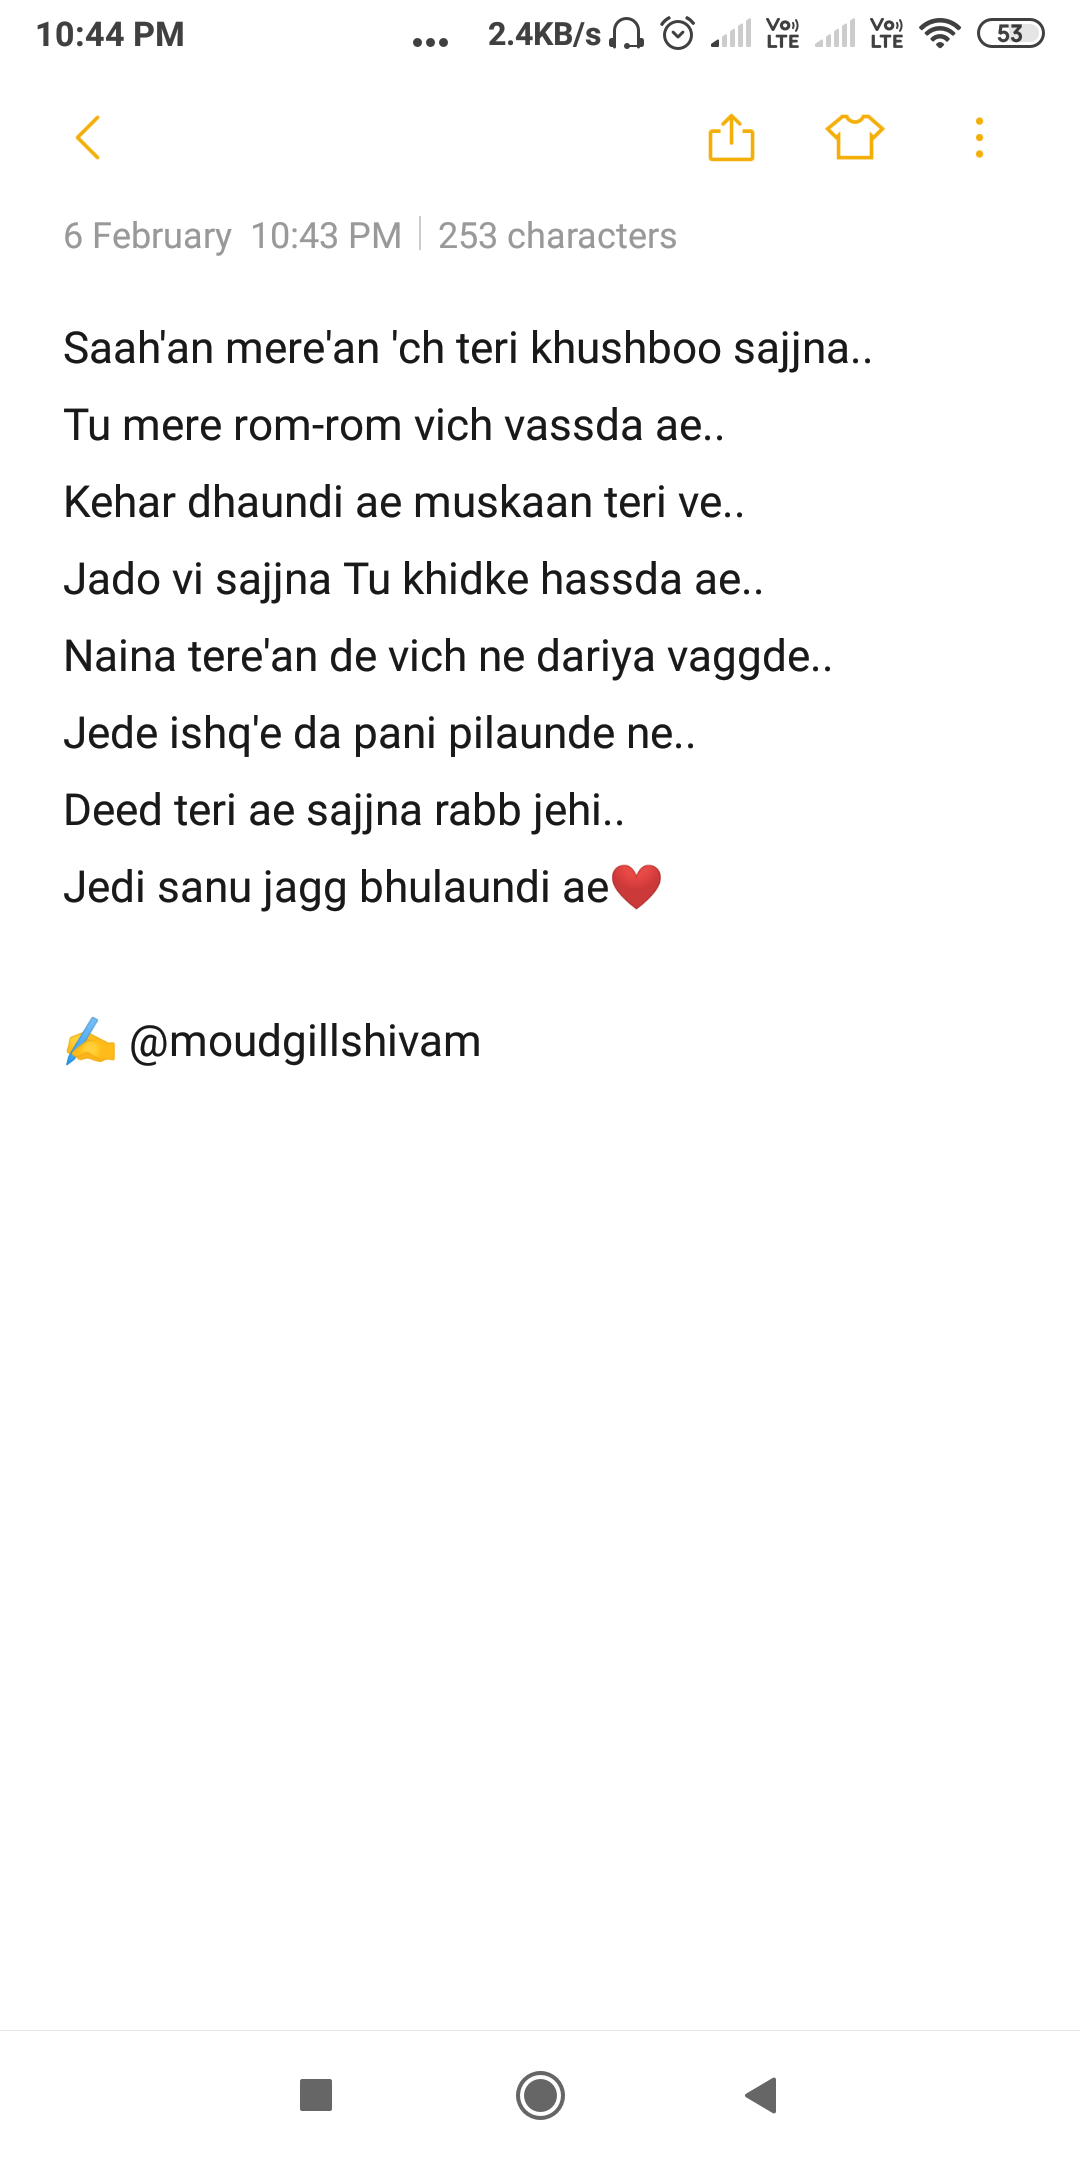 10:44 PM ... 2.4KB/s Vo)) LTE Vo)) LTE 53
6 February 10:43 PM | 253 characters
Saah'an mere'an 'ch teri khushboo sajjna..
Tu mere rom-rom vich vassda ae..
Kehar dhaundi ae muskaan teri ve..
Jado vi sajjna Tu khidke hassda ae..
Naina tere'an de vich ne dariya vaggde..
Jede ishq'e da pani pilaunde ne..
Deed teri ae sajjna rabb jehi..
Jedi sanu jagg bhulaundi ae❤️
✍️ @moudgillshivam